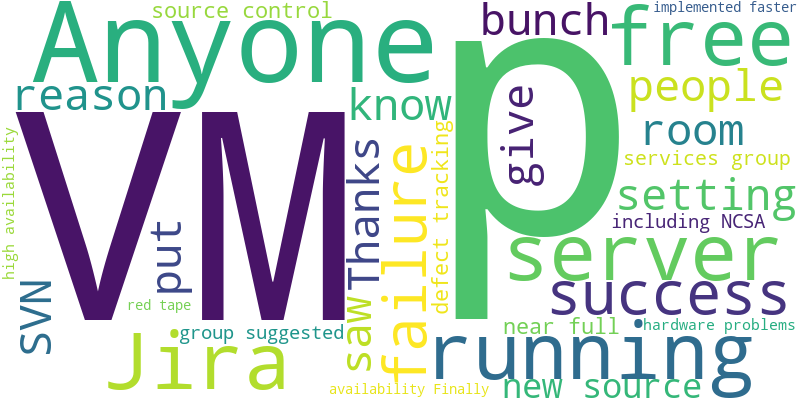 source control
implemented faster
Anyone
bunch
free
reason
know
people
VM
p
give
room
services group
high availability
put
Thanks
failure
defect tracking
setting
including NCSA
server
SVN
red tape
saw
success
group suggested
near full
hardware problems
Jira
running
availability Finally
new source